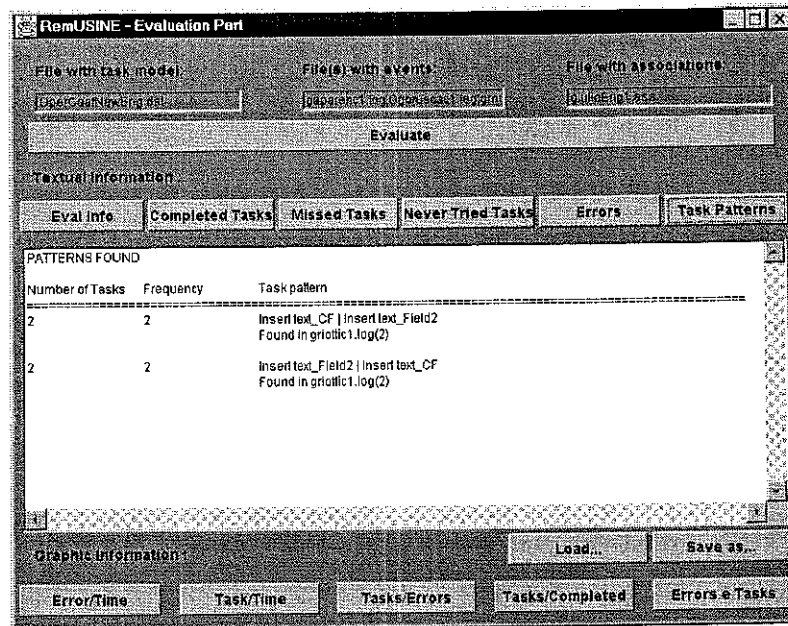 RemUSINE - Evaluation Part
File with task model: File(s) with events: File with associations:
Evaluate
Textual information :
Eval Info Completed Tasks Missed Tasks Never Tried Tasks Errors Task Patterns
PATTERNS FOUND
Number of Tasks Frequency Task pattern
2 2 Insert text_CF | Insert text_Field2
Found in griottic1.log(2)
2 2 Insert text_Field2 | Insert text_CF
Found in griottic1.log(2)
Load... Save as...
Graphic Information :
Error/Time Task/Time Tasks/Errors Tasks/Completed Errors e Tasks